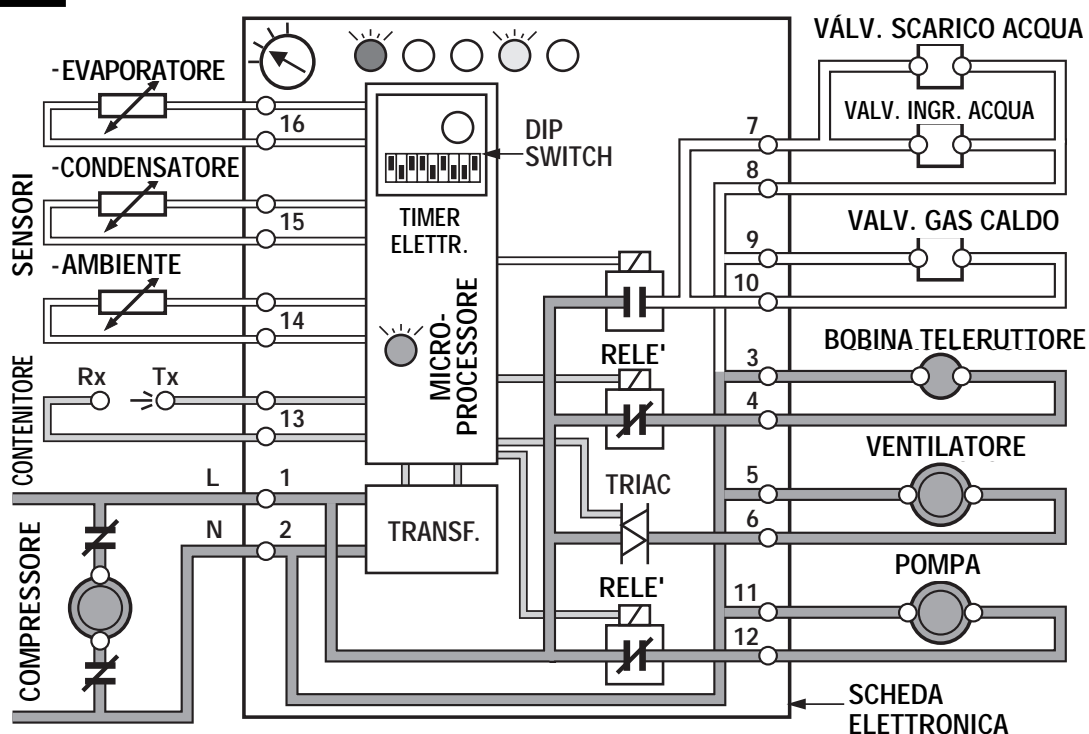 -EVAPORATORE
16
-CONDENSATORE
15
SENSORI
-AMBIENTE
14
CONTENITORE
Rx
Tx
13
L
1
N
2
COMPRESSORE
DIP
SWITCH
TIMER
ELETTR.
MICRO-
PROCESSORE
TRANSF.
RELE'
TRIAC
RELE'
VÁLV. SCARICO ACQUA
VALV. INGR. ACQUA
7
8
VALV. GAS CALDO
9
10
BOBINA TELERUTTORE
3
4
VENTILATORE
5
6
POMPA
11
12
SCHEDA
ELETTRONICA